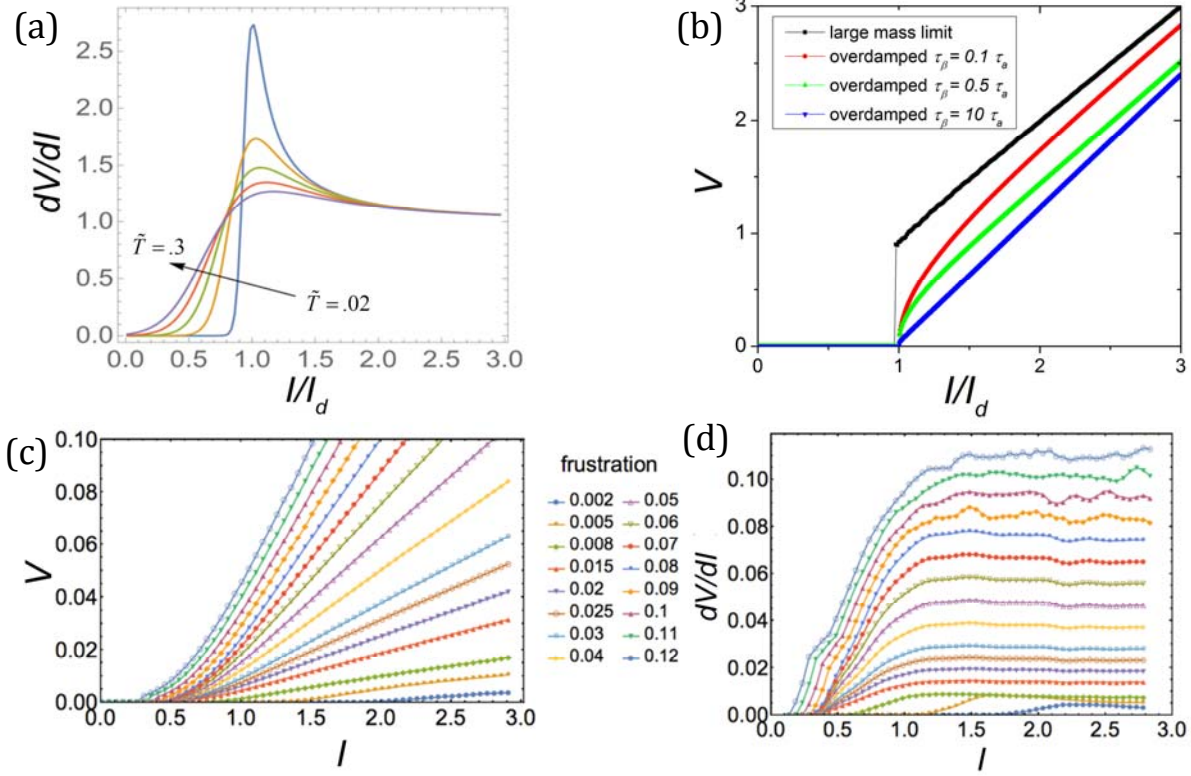 (a)
dV/dI
2.5
2.0
1.5
1.0
0.5
0.0
T̃ = .3
T̃ = .02
0.0 0.5 1.0 1.5 2.0 2.5 3.0
I/I_d
(b)
V
3
2
1
0
large mass limit
overdamped τ_β = 0.1 τ_a
overdamped τ_β = 0.5 τ_a
overdamped τ_β = 10 τ_a
0 1 2 3
I/I_d
(c)
V
0.10
0.08
0.06
0.04
0.02
0.00
0.0 0.5 1.0 1.5 2.0 2.5 3.0
I
frustration
0.002 0.05
0.005 0.06
0.008 0.07
0.015 0.08
0.02 0.09
0.025 0.1
0.03 0.11
0.04 0.12
(d)
dV/dI
0.10
0.08
0.06
0.04
0.02
0.00
0.0 0.5 1.0 1.5 2.0 2.5 3.0
I